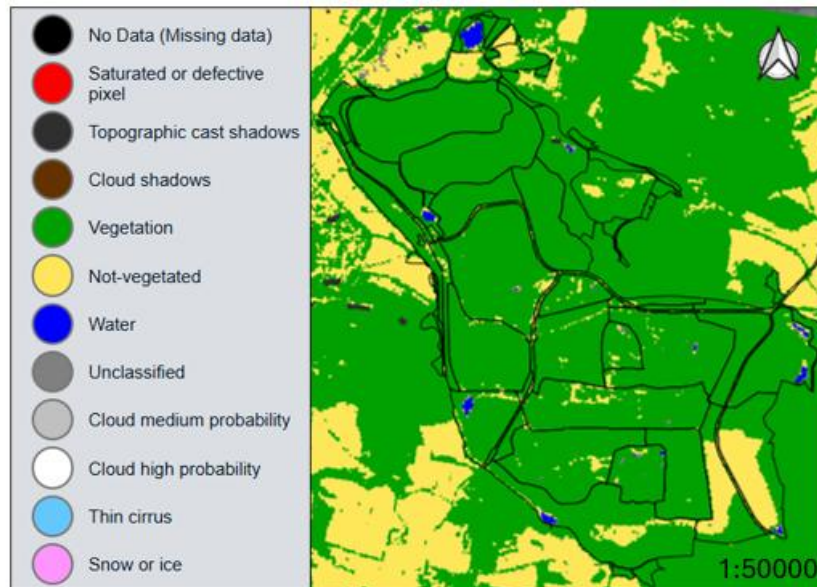 No Data (Missing data)
Saturated or defective
pixel
Topographic cast shadows
Cloud shadows
Vegetation
Not-vegetated
Water
Unclassified
Cloud medium probability
Cloud high probability
Thin cirrus
Snow or ice
1:50000